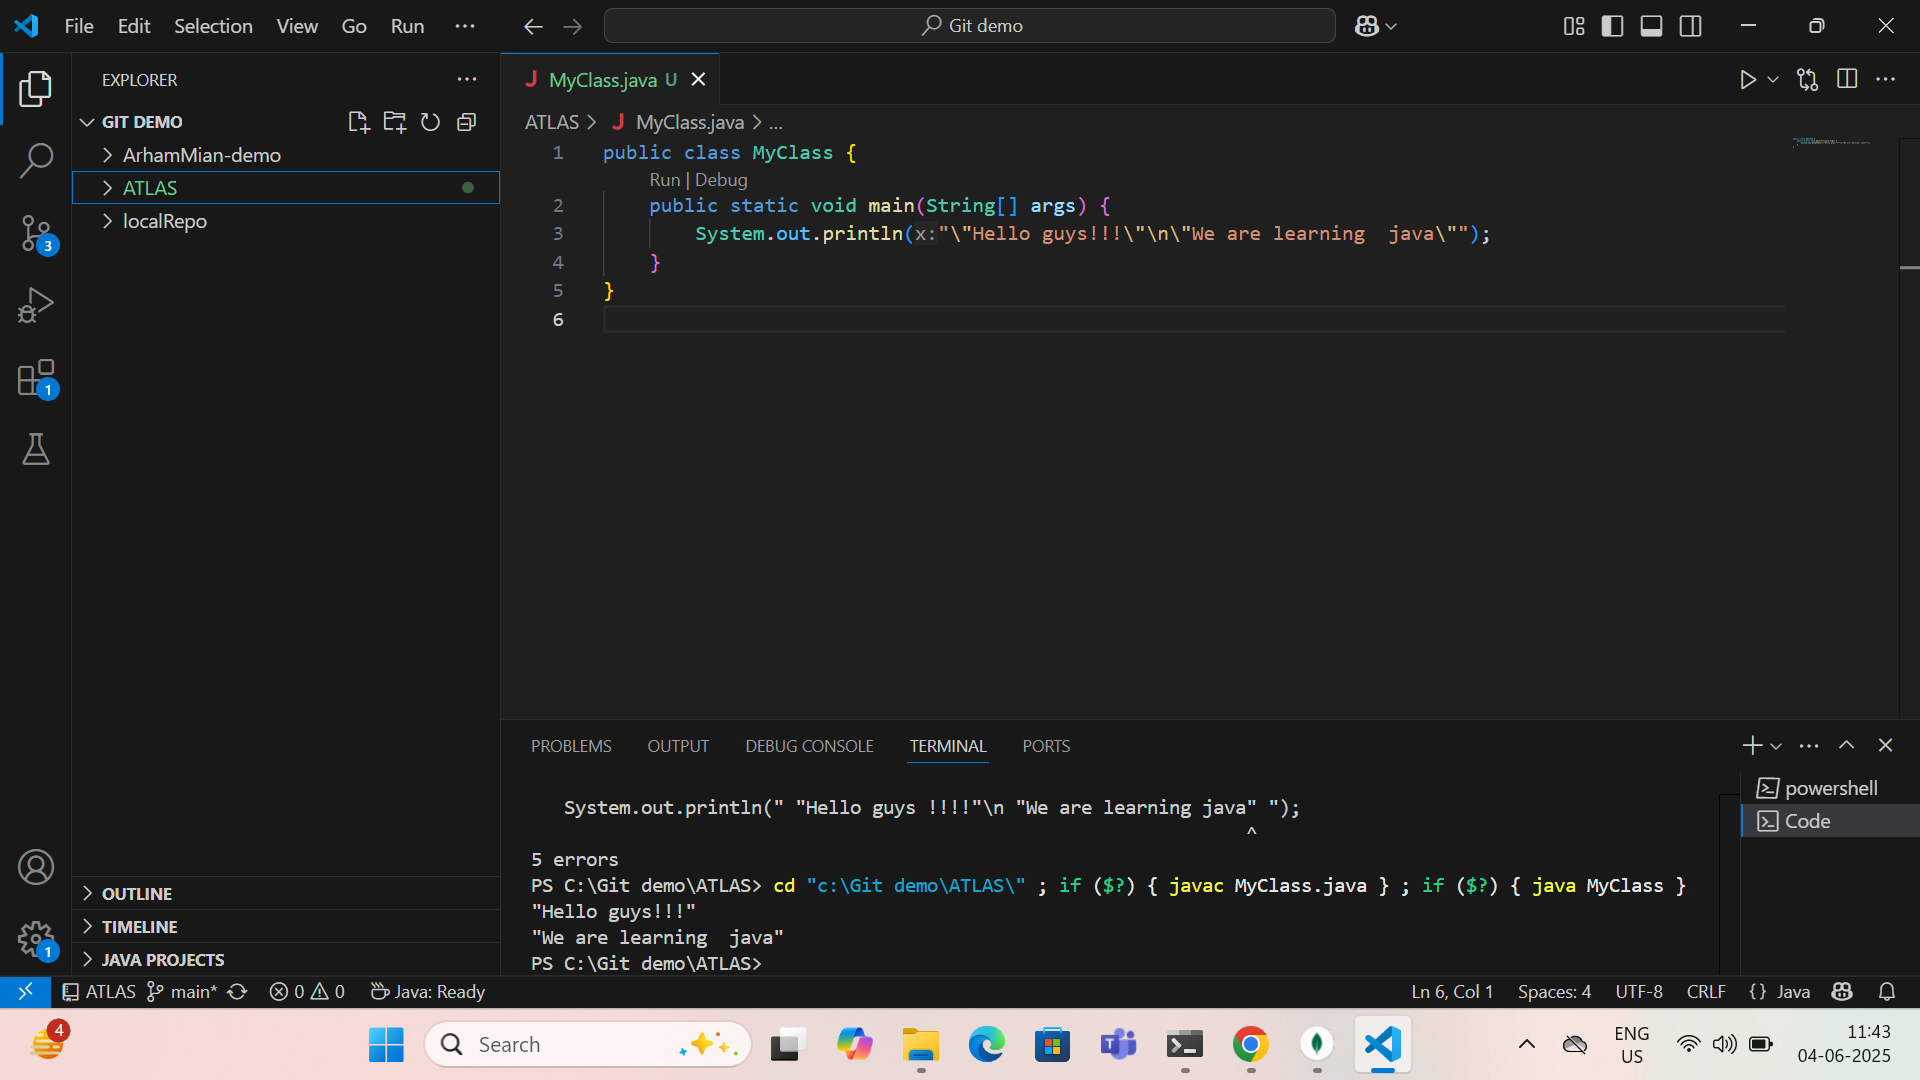 File Edit Selection View Go Run ··· Git demo
EXPLORER ···
GIT DEMO
ArhamMian-demo
ATLAS
localRepo
3
1
1
OUTLINE
TIMELINE
JAVA PROJECTS
J MyClass.java U
ATLAS > J MyClass.java > ...
1 public class MyClass {
Run | Debug
2 public static void main(String[] args) {
3 System.out.println(x:"\"Hello guys!!!\"\n\"We are learning  java\"");
4 }
5 }
6
PROBLEMS OUTPUT DEBUG CONSOLE TERMINAL PORTS
System.out.println(" "Hello guys !!!!"\n "We are learning java" ");
^
5 errors
PS C:\Git demo\ATLAS> cd "c:\Git demo\ATLAS\" ; if ($?) { javac MyClass.java } ; if ($?) { java MyClass }
"Hello guys!!!"
"We are learning  java"
PS C:\Git demo\ATLAS>
powershell
Code
ATLAS main* 0 0 Java: Ready Ln 6, Col 1 Spaces: 4 UTF-8 CRLF {} Java
4
Search
ENG
US
11:43
04-06-2025